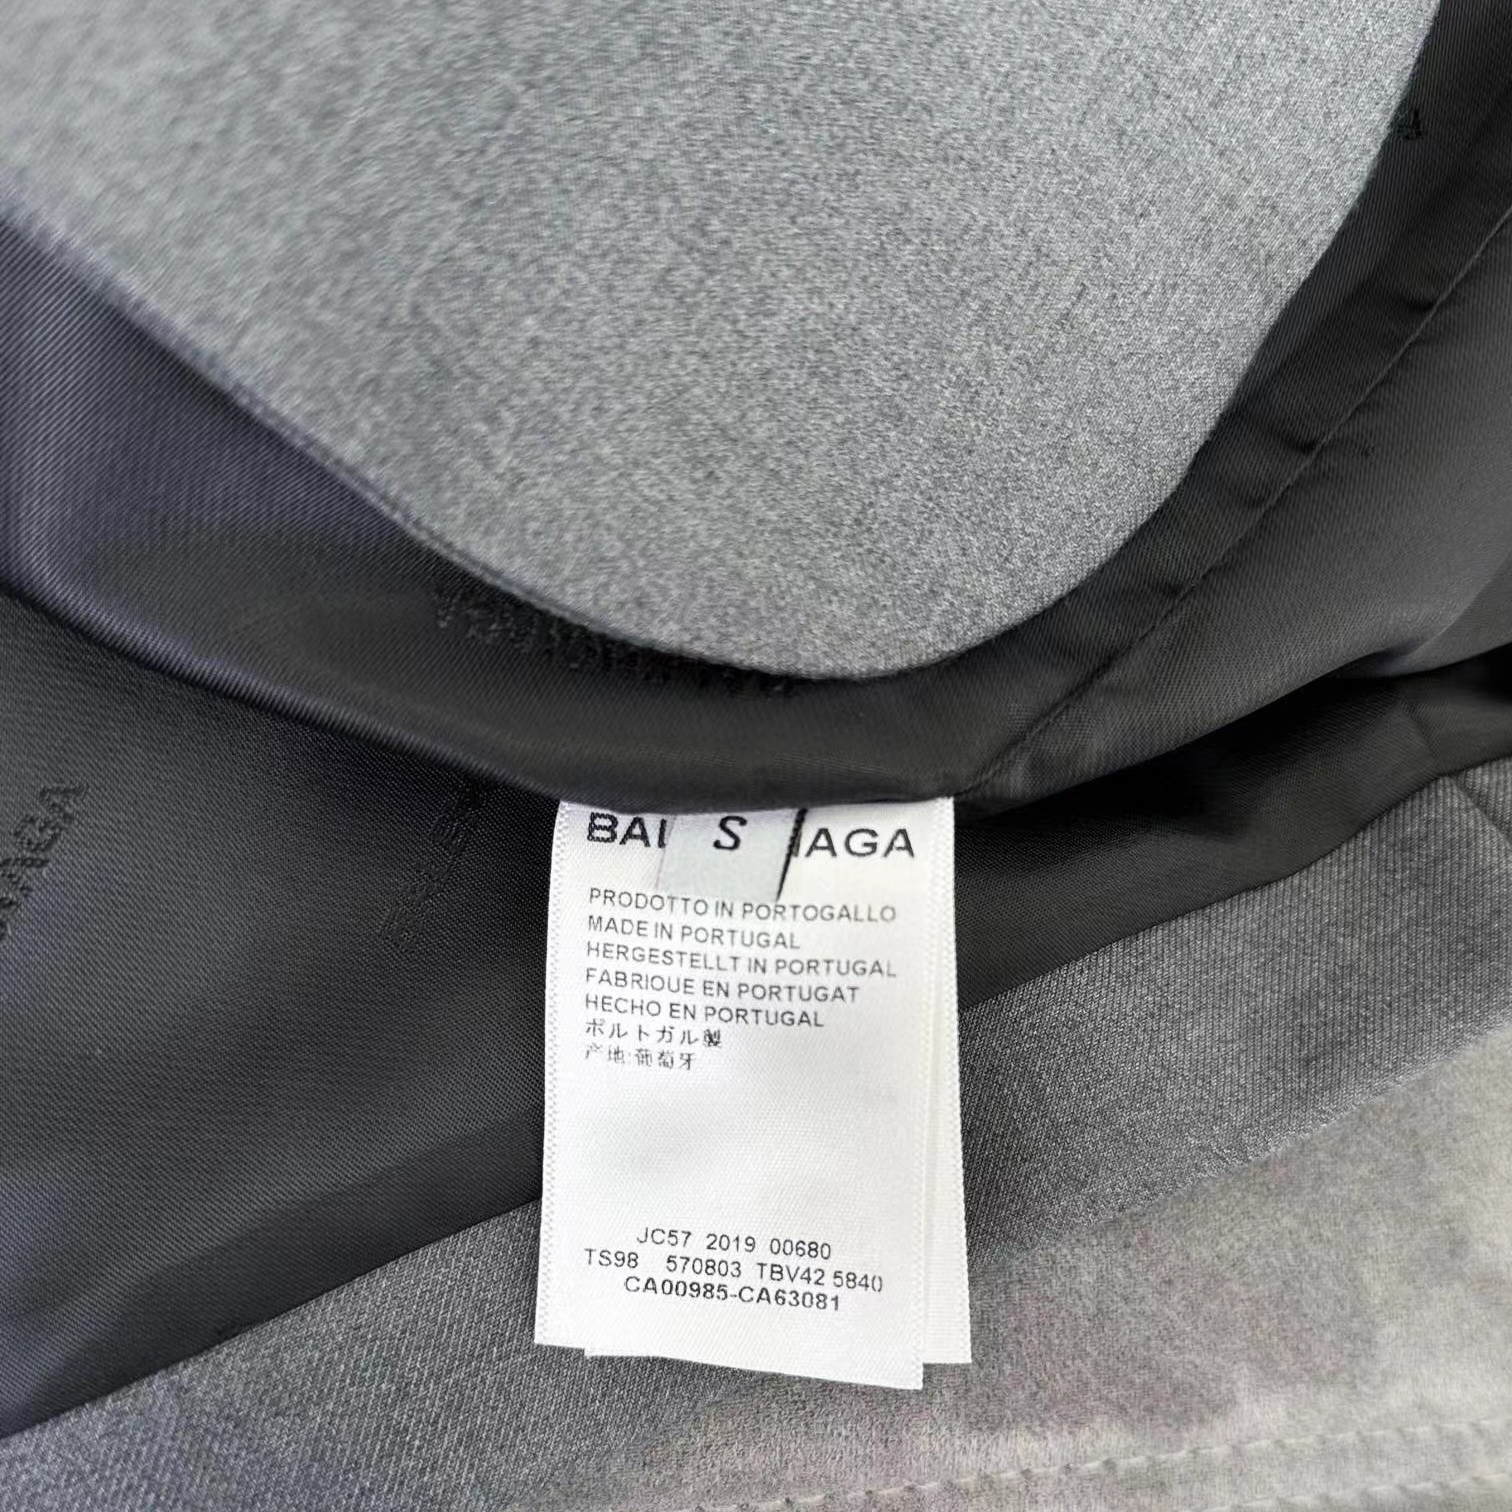 BAL S IAGA
PRODOTTO IN PORTOGALLO
MADE IN PORTUGAL
HERGESTELLT IN PORTUGAL
FABRIOUE EN PORTUGAT
HECHO EN PORTUGAL
ポルトガル製
产地:葡萄牙
JC57 2019 00680
TS98 570803 TBV42 5840
CA00985-CA63081